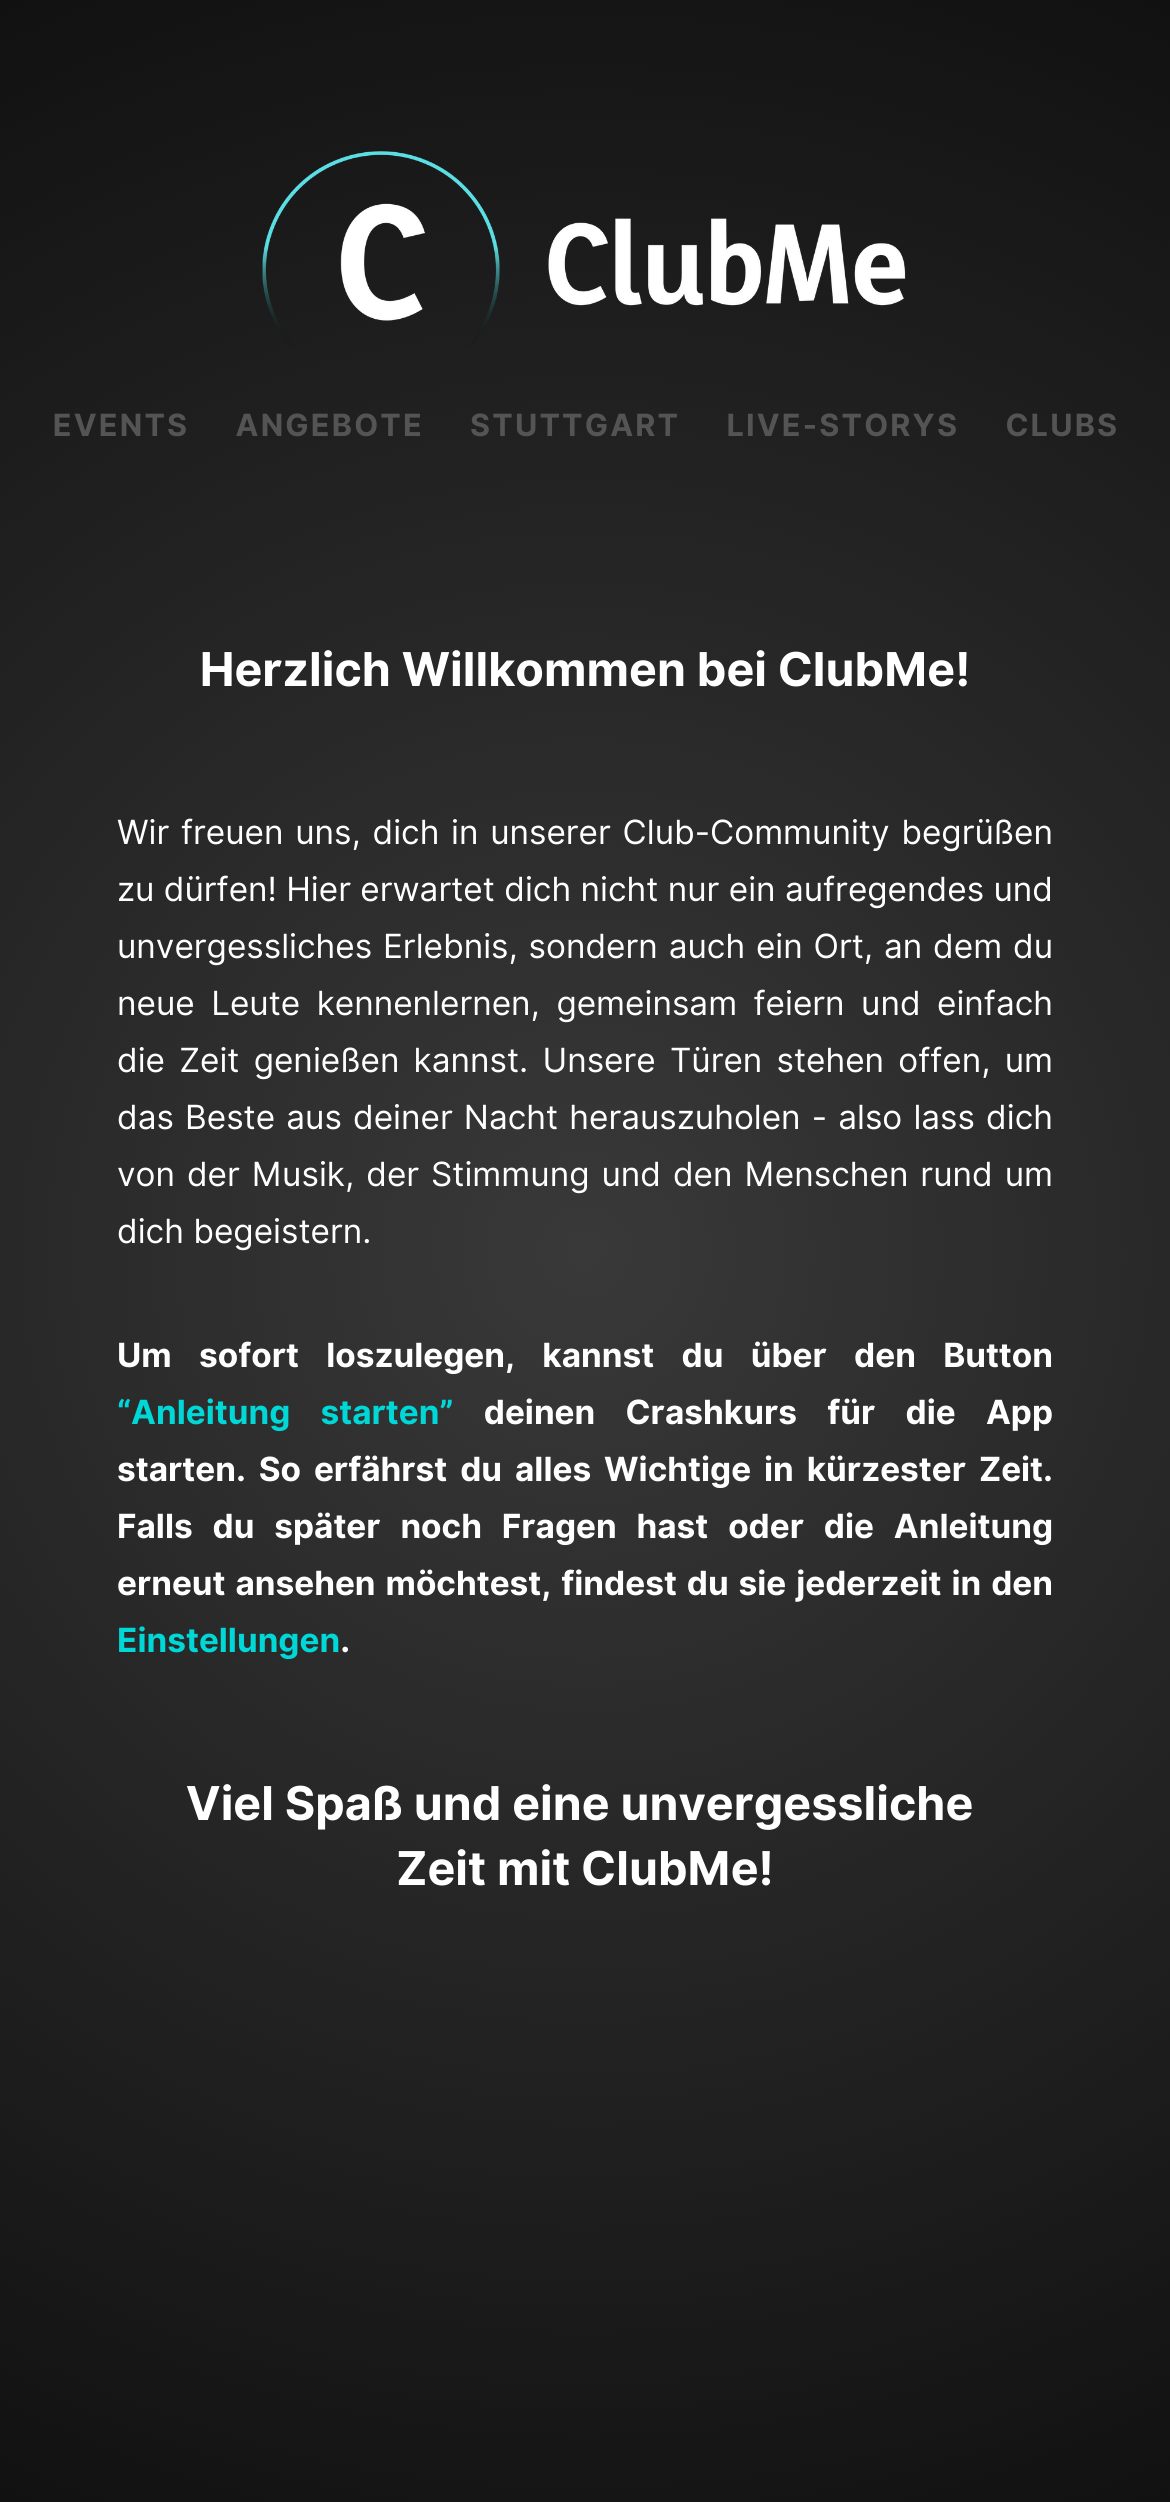 C ClubMe
EVENTS ANGEBOTE STUTTGART LIVE-STORYS CLUBS
Herzlich Willkommen bei ClubMe!
Wir freuen uns, dich in unserer Club-Community begrüßen
zu dürfen! Hier erwartet dich nicht nur ein aufregendes und
unvergessliches Erlebnis, sondern auch ein Ort, an dem du
neue Leute kennenlernen, gemeinsam feiern und einfach
die Zeit genießen kannst. Unsere Türen stehen offen, um
das Beste aus deiner Nacht herauszuholen - also lass dich
von der Musik, der Stimmung und den Menschen rund um
dich begeistern.
Um sofort loszulegen, kannst du über den Button
“Anleitung starten” deinen Crashkurs für die App
starten. So erfährst du alles Wichtige in kürzester Zeit.
Falls du später noch Fragen hast oder die Anleitung
erneut ansehen möchtest, findest du sie jederzeit in den
Einstellungen.
Viel Spaß und eine unvergessliche
Zeit mit ClubMe!